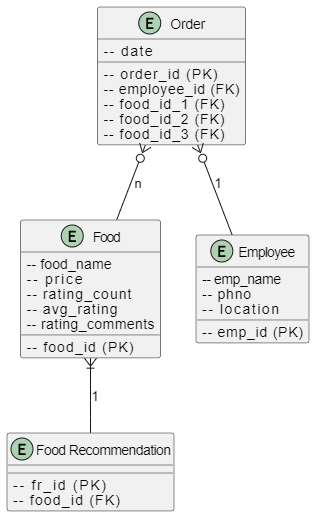 E Order
-- date
-- order_id (PK)
-- employee_id (FK)
-- food_id_1 (FK)
-- food_id_2 (FK)
-- food_id_3 (FK)
n
1
E Food
-- food_name
-- price
-- rating_count
-- avg_rating
-- rating_comments
-- food_id (PK)
E Employee
-- emp_name
-- phno
-- location
-- emp_id (PK)
1
E Food Recommendation
-- fr_id (PK)
-- food_id (FK)